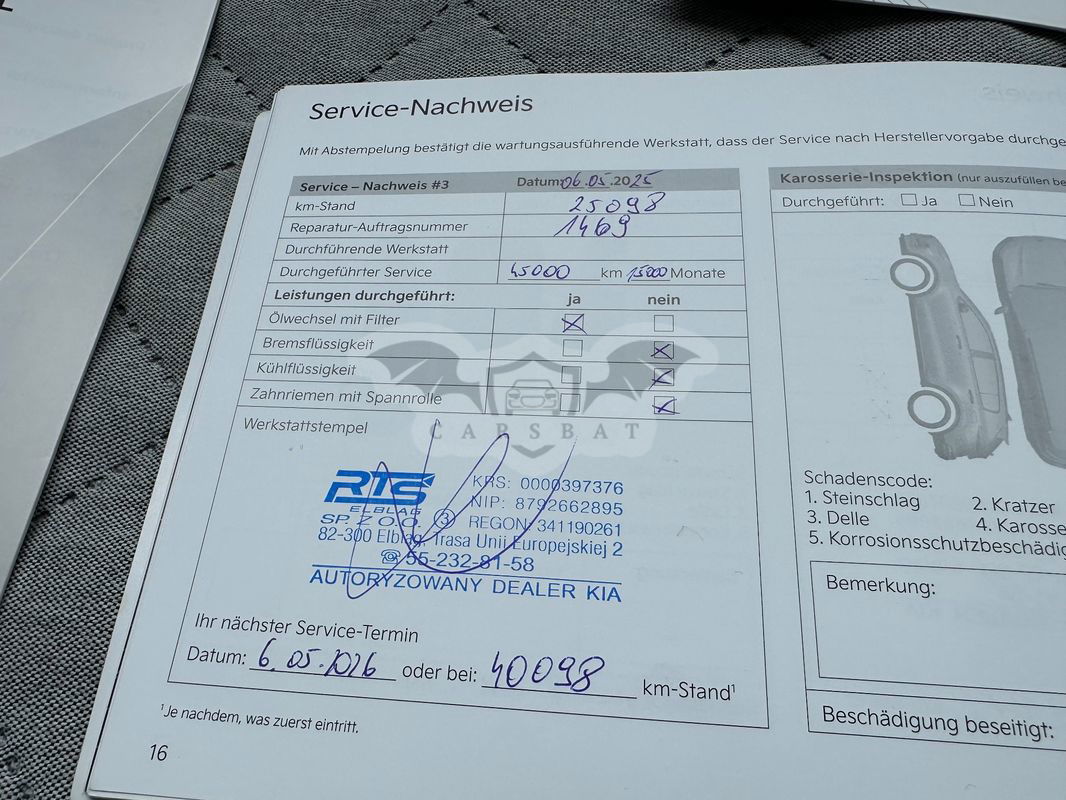 Service-Nachweis
Mit Abstempelung bestätigt die wartungsausführende Werkstatt, dass der Service nach Herstellervorgabe durchge
Service – Nachweis #3 Datum: 06.05.2025
km-Stand 25098
Reparatur-Auftragsnummer 1469
Durchführende Werkstatt
Durchgeführter Service 45000 km 15000 Monate
Leistungen durchgeführt: ja nein
Ölwechsel mit Filter
Bremsflüssigkeit
Kühlflüssigkeit
Zahnriemen mit Spannrolle
CARSBAT
Werkstattstempel
RTS
ELBLĄG
SP. Z O.O. 3
KRS: 0000397376
NIP: 8792662895
REGON: 341190261
82-300 Elbląg, Trasa Unii Europejskiej 2
☎ 55-232-81-58
AUTORYZOWANY DEALER KIA
Ihr nächster Service-Termin
Datum: 6.05.2026 oder bei: 40098 km-Stand¹
¹Je nachdem, was zuerst eintritt.
16
Karosserie-Inspektion (nur auszufüllen be
Durchgeführt: Ja Nein
Schadenscode:
1. Steinschlag 2. Kratzer
3. Delle 4. Karosse
5. Korrosionsschutzbeschädig
Bemerkung:
Beschädigung beseitigt: